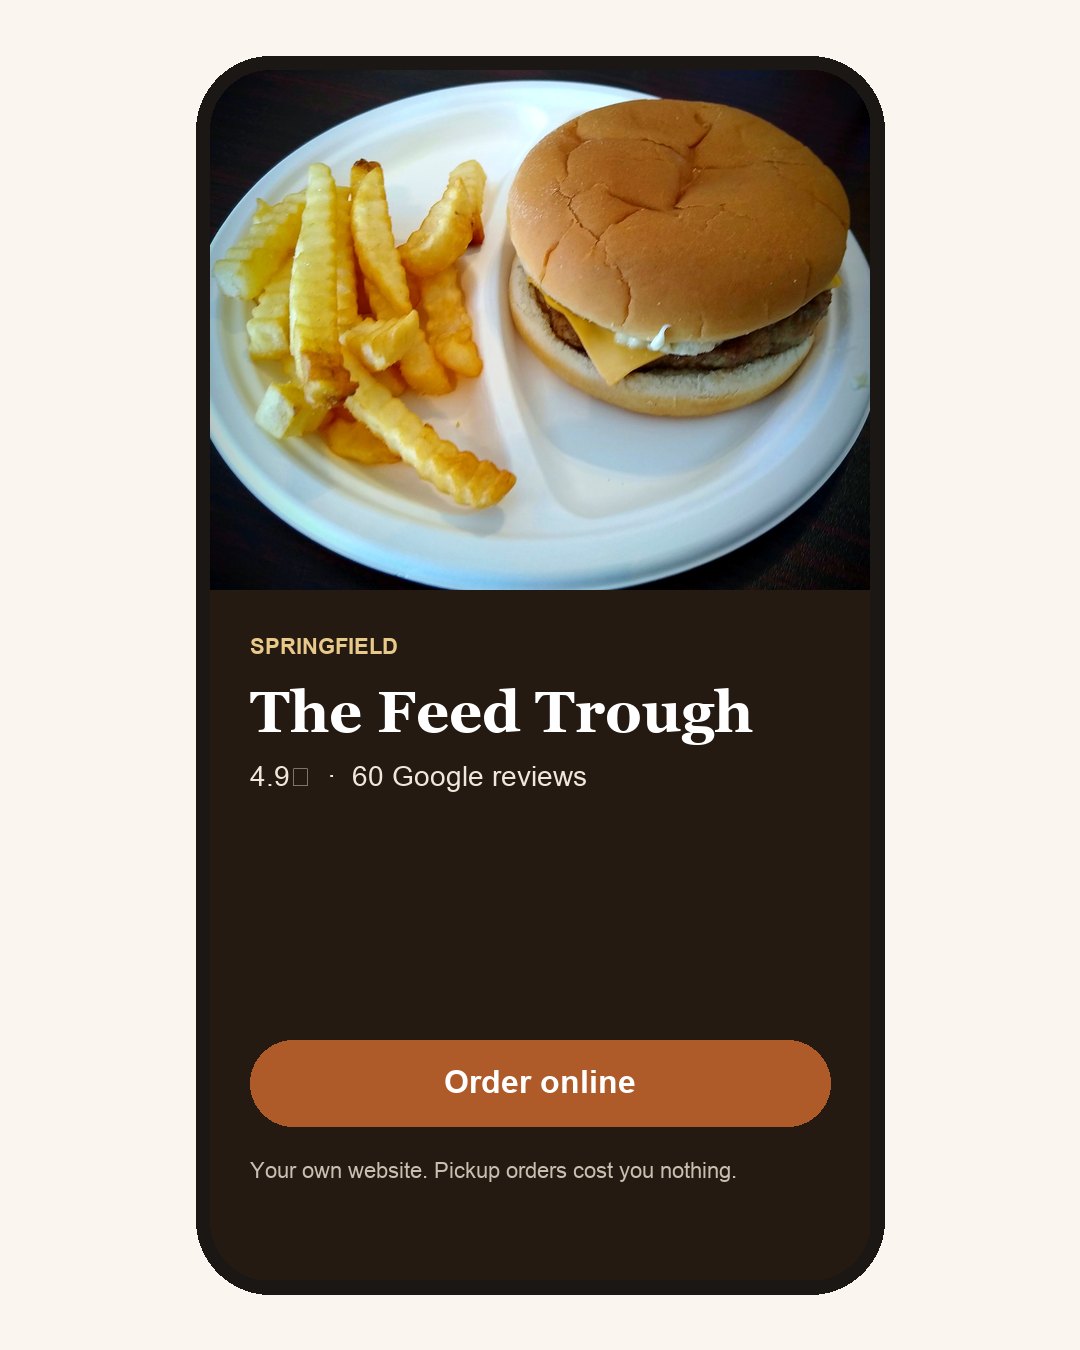 SPRINGFIELD
The Feed Trough
4.9□ · 60 Google reviews
Order online
Your own website. Pickup orders cost you nothing.